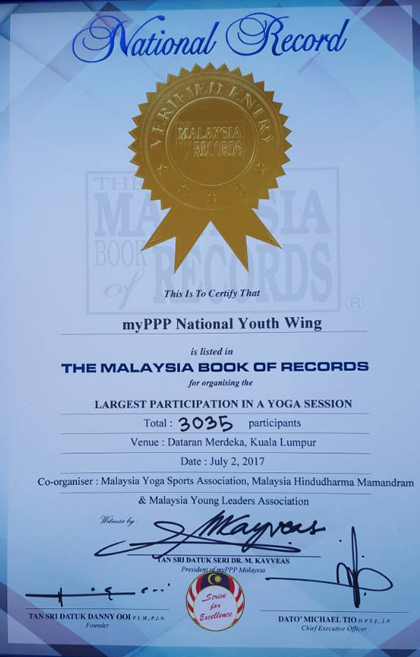 National Record
VERIFIED ENTRY
MALAYSIA
RECORDS
THE
MALAYSIA
BOOK
of RECORDS
®
This Is To Certify That
myPPP National Youth Wing
is listed in
THE MALAYSIA BOOK OF RECORDS
for organising the
LARGEST PARTICIPATION IN A YOGA SESSION
Total : 3035 participants
Venue : Dataran Merdeka, Kuala Lumpur
Date : July 2, 2017
Co-organiser : Malaysia Yoga Sports Association, Malaysia Hindudharma Mamandram
& Malaysia Young Leaders Association
Witness by
MKayveas
TAN SRI DATUK SERI DR. M. KAYVEAS
President of myPPP Malaysia
Strive
for
Excellence
TAN SRI DATUK DANNY OOI P.S.M., P.J.N.
Founder
DATO' MICHAEL TIO D.P.T.J., J.P.
Chief Executive Officer